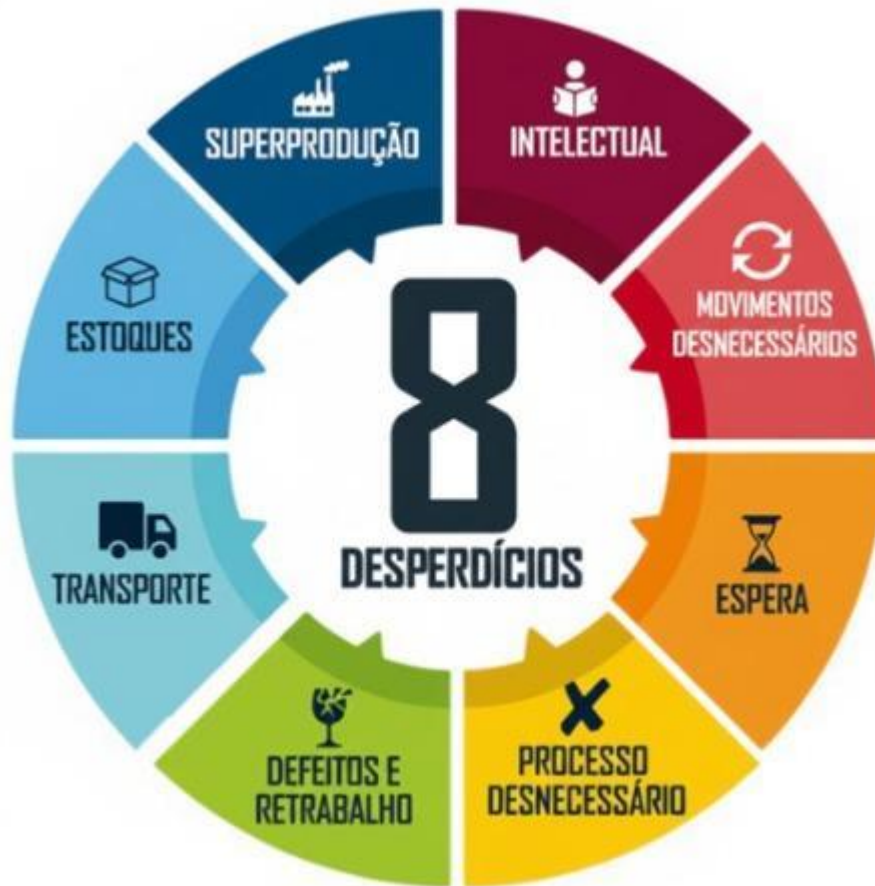 SUPERPRODUÇÃO
INTELECTUAL
MOVIMENTOS
DESNECESSÁRIOS
ESPERA
PROCESSO
DESNECESSÁRIO
DEFEITOS E
RETRABALHO
TRANSPORTE
ESTOQUES
8
DESPERDÍCIOS